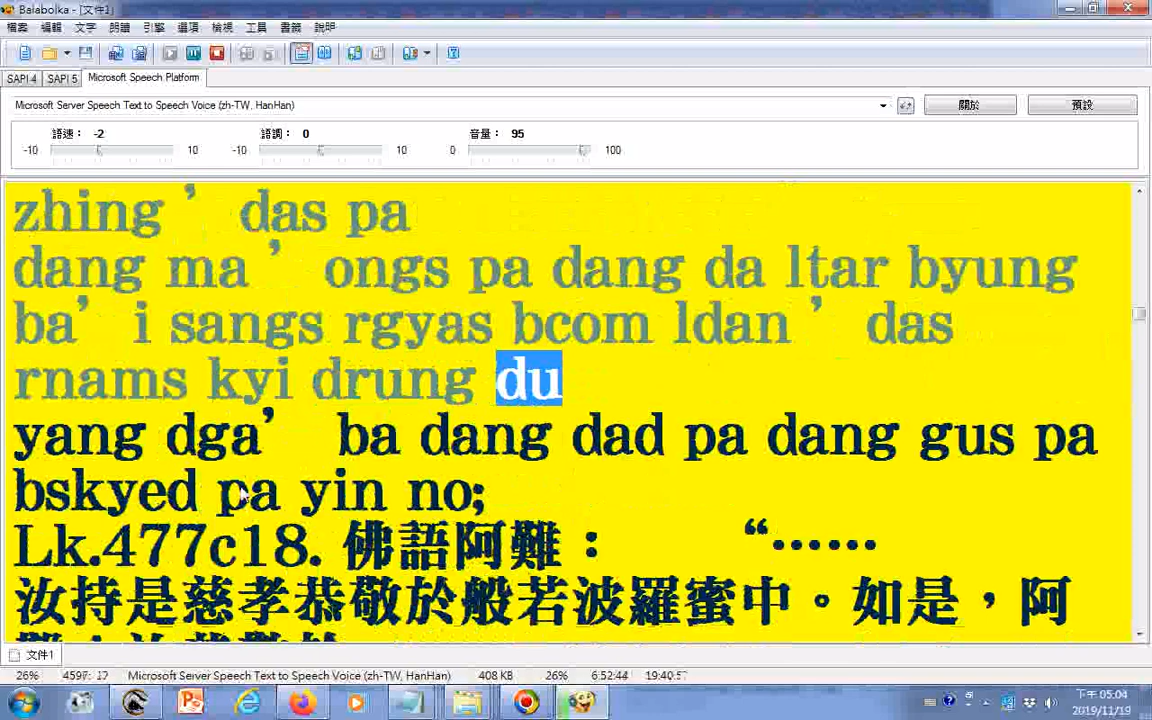 Balabolka - [文件1]
檔案 編輯 文字 朗讀 引擎 選項 檢視 工具 書籤 說明
SAPI 4 SAPI 5 Microsoft Speech Platform
Microsoft Server Speech Text to Speech Voice (zh-TW, HanHan)
關於 預設
語速： -2 語調： 0 音量： 95
-10 10 -10 10 0 100
zhing ’ das pa
dang ma ’ ongs pa dang da ltar byung
ba’ i sangs rgyas bcom ldan ’ das
rnams kyi drung du
yang dga’ ba dang dad pa dang gus pa
bskyed pa yin no;
Lk.477c18. 佛語阿難： “……
汝持是慈孝恭敬於般若波羅蜜中。如是，阿
文件1
26% 4597: 17 Microsoft Server Speech Text to Speech Voice (zh-TW, HanHan) 408 KB 26% 6:52:44 19:40:5
下午 05:04
2019/11/19